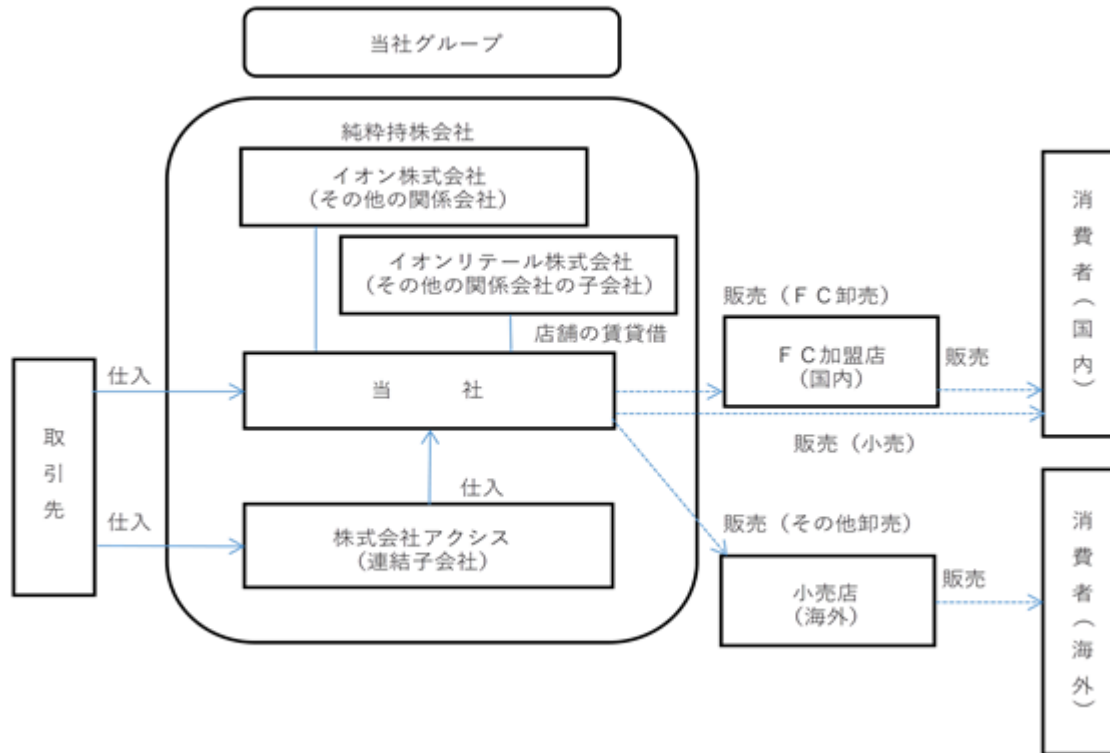 当社グループ
純粋持株会社
イオン株式会社
(その他の関係会社)
イオンリテール株式会社
(その他の関係会社の子会社)
店舗の賃貸借
取引先
仕入
当　　社
仕入
仕入
株式会社アクシス
(連結子会社)
販売(ＦＣ卸売)
ＦＣ加盟店
(国内)
販売
販売(小売)
販売(その他卸売)
小売店
(海外)
販売
消費者(国内)
消費者(海外)